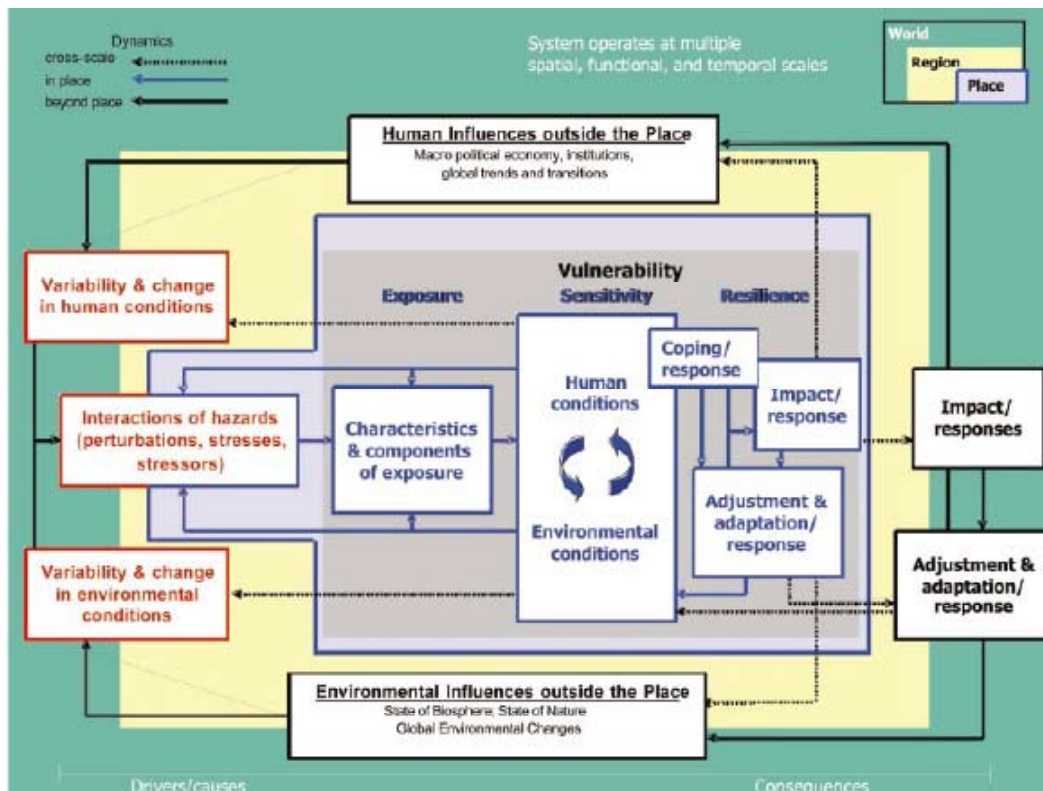 Dynamics
cross-scale
in place
beyond place
System operates at multiple
spatial, functional, and temporal scales
World
Region
Place
Human Influences outside the Place
Macro political economy, institutions,
global trends and transitions
Variability & change
in human conditions
Vulnerability
Exposure
Sensitivity
Resilience
Coping/
response
Human
conditions
Impact/
response
Impact/
responses
Interactions of hazards
(perturbations, stresses,
stressors)
Characteristics
& components
of exposure
Environmental
conditions
Adjustment &
adaptation/
response
Variability & change
in environmental
conditions
Adjustment &
adaptation/
response
Environmental Influences outside the Place
State of Biosphere, State of Nature
Global Environmental Changes
Drivers/causes
Consequences